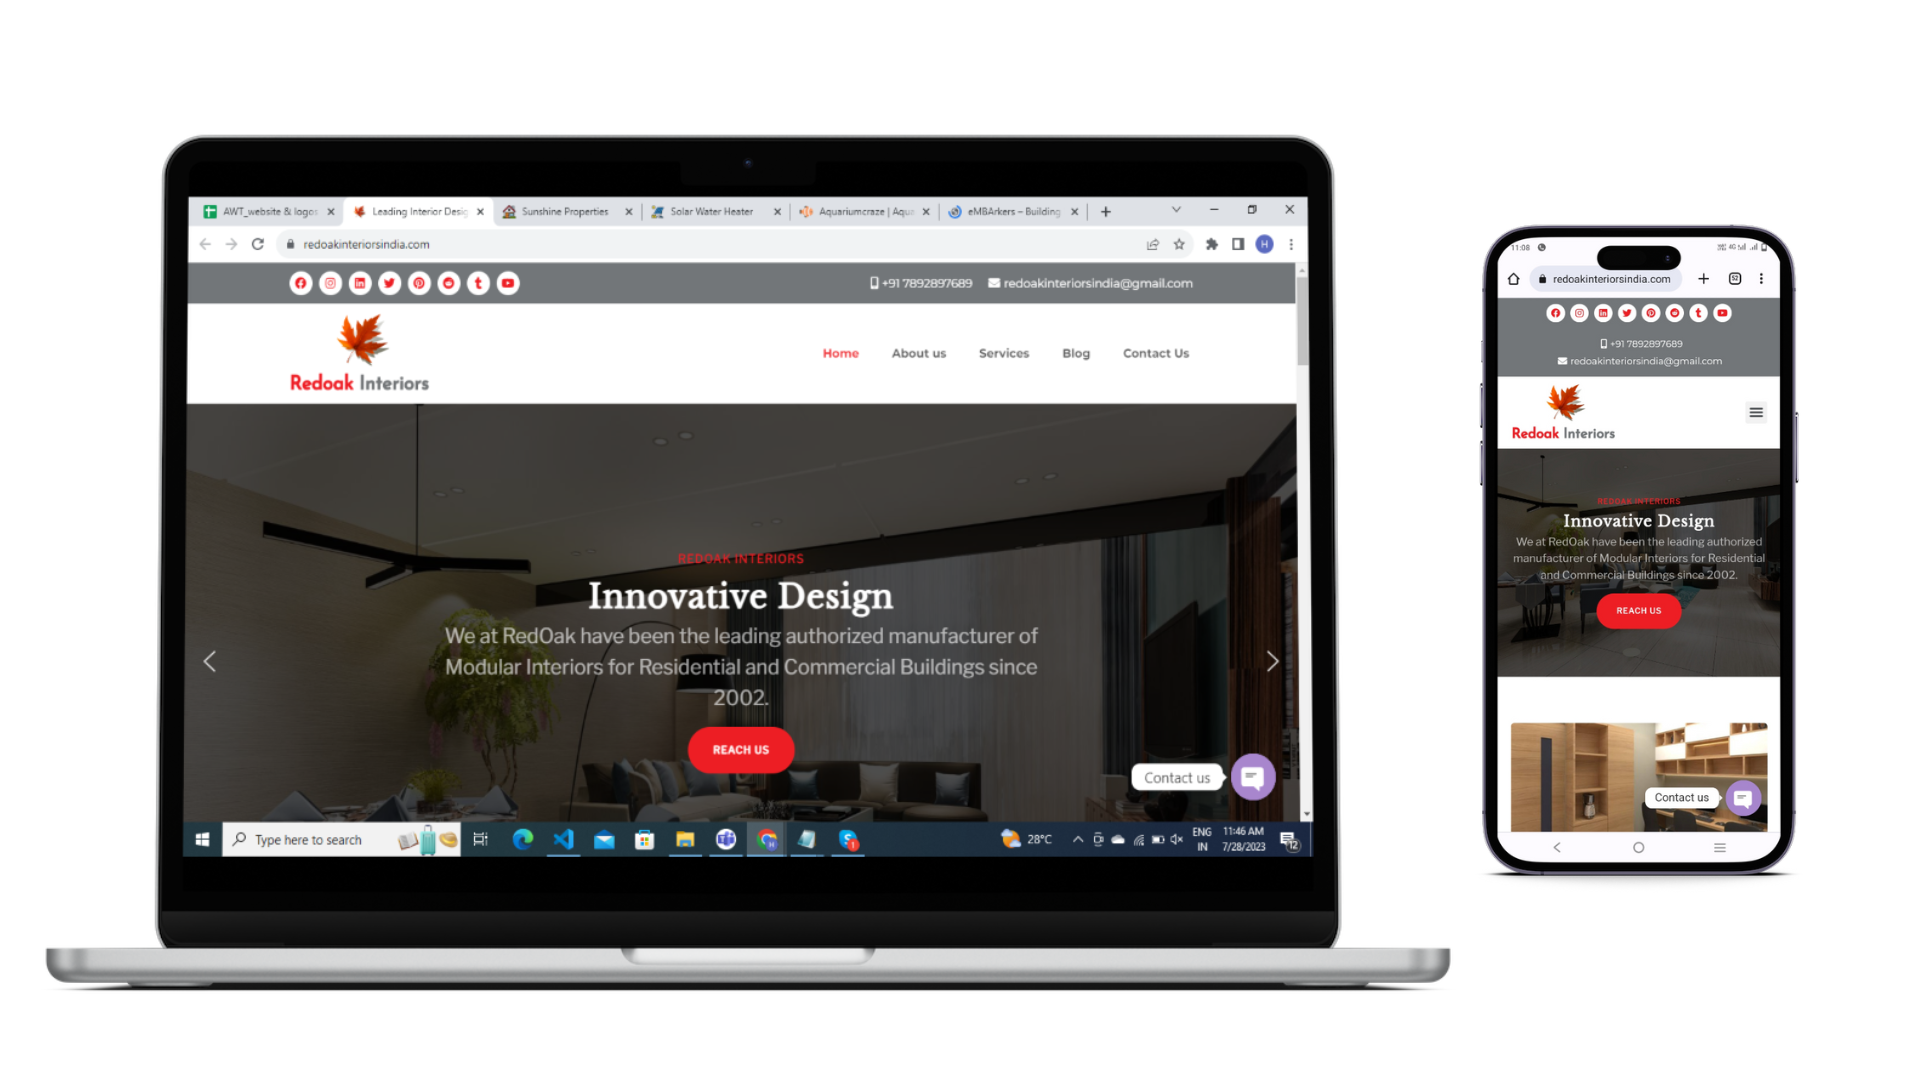 AWT_website & logos
Leading Interior Desig
Sunshine Properties
Solar Water Heater
Aquariumcraze | Aqua
eMBArkers – Building
redoakinteriorsindia.com
H
+91 7892897689
redoakinteriorsindia@gmail.com
Redoak Interiors
Home
About us
Services
Blog
Contact Us
REDOAK INTERIORS
Innovative Design
We at RedOak have been the leading authorized manufacturer of
Modular Interiors for Residential and Commercial Buildings since
2002.
REACH US
Contact us
Type here to search
28°C
ENG
IN
11:46 AM
7/28/2023
12
11:08
4G
redoakinteriorsindia.com
52
+91 7892897689
redoakinteriorsindia@gmail.com
Redoak Interiors
REDOAK INTERIORS
Innovative Design
We at RedOak have been the leading authorized
manufacturer of Modular Interiors for Residential
and Commercial Buildings since 2002.
REACH US
Contact us